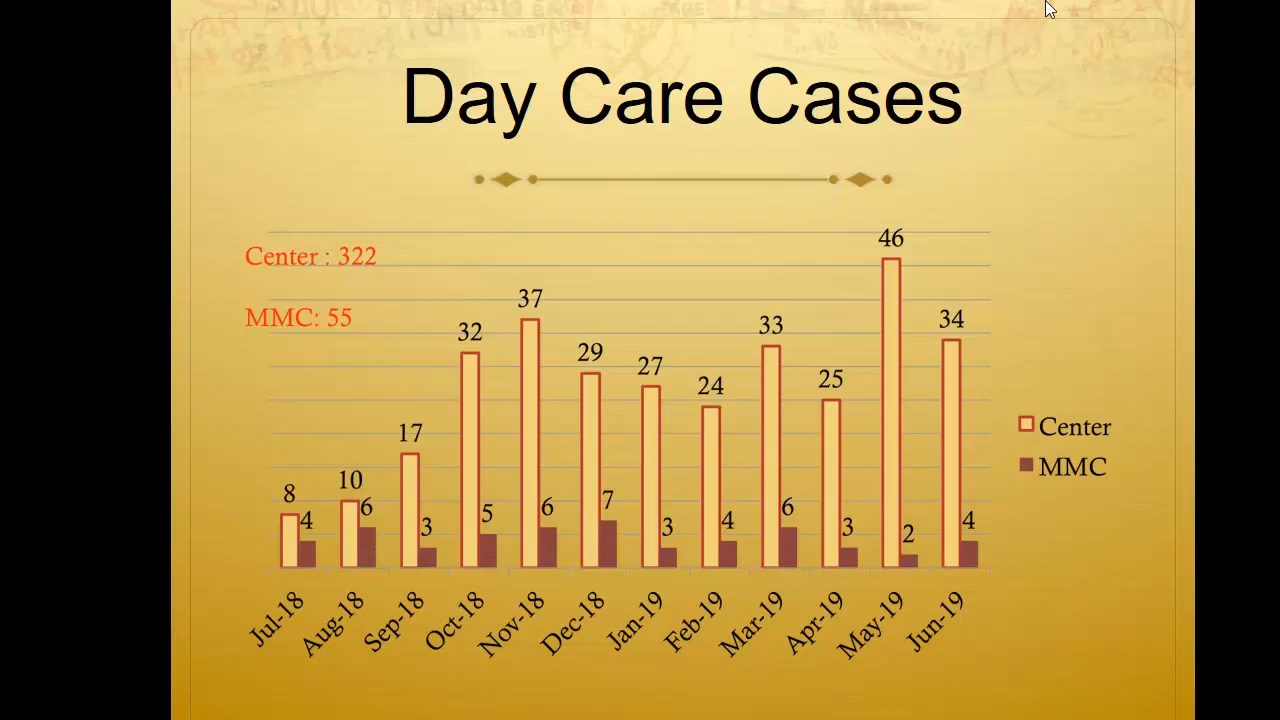 Day Care Cases
Center : 322
MMC: 55
46
37
34
33
32
29
27
25
24
17
10
8
4
6
3
5
6
7
3
4
6
3
2
4
Center
MMC
Jul-18
Aug-18
Sep-18
Oct-18
Nov-18
Dec-18
Jan-19
Feb-19
Mar-19
Apr-19
May-19
Jun-19